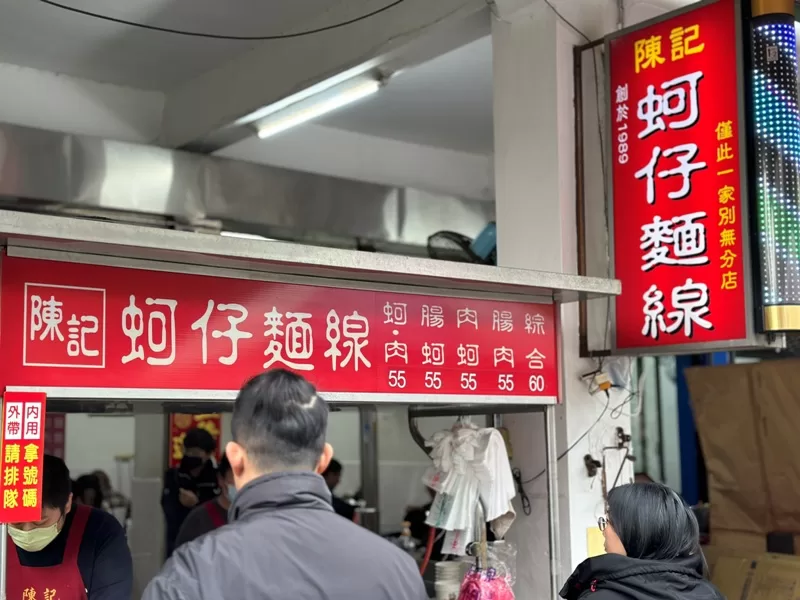 陳記
蚵仔麵線
創於1989
僅此一家別無分店
陳記
蚵仔麵線
蚵·肉 55
腸蚵 55
肉蚵 55
腸肉 55
綜合 60
內用拿號碼
外帶請排隊
陳記